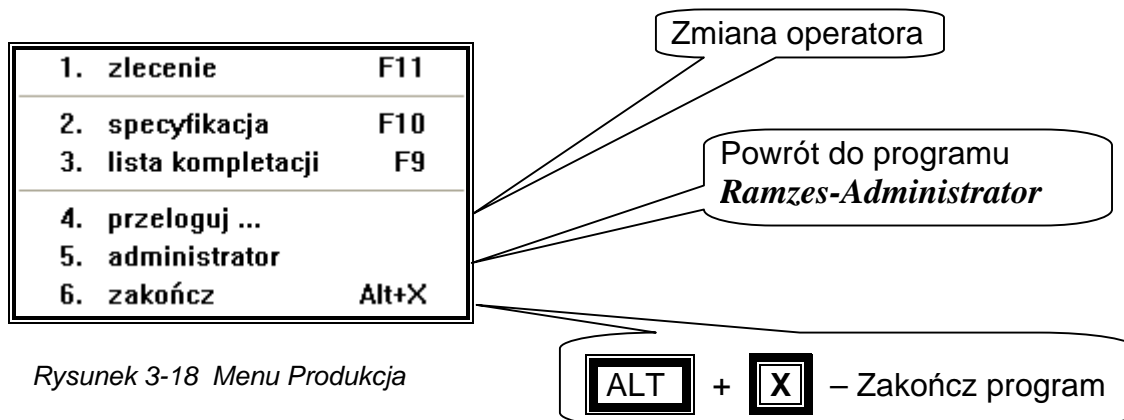 Zmiana operatora
1. zlecenie F11
2. specyfikacja F10
3. lista kompletacji F9
4. przeloguj ...
5. administrator
6. zakończ Alt+X
Powrót do programu
Ramzes-Administrator
ALT + X – Zakończ program
Rysunek 3-18 Menu Produkcja